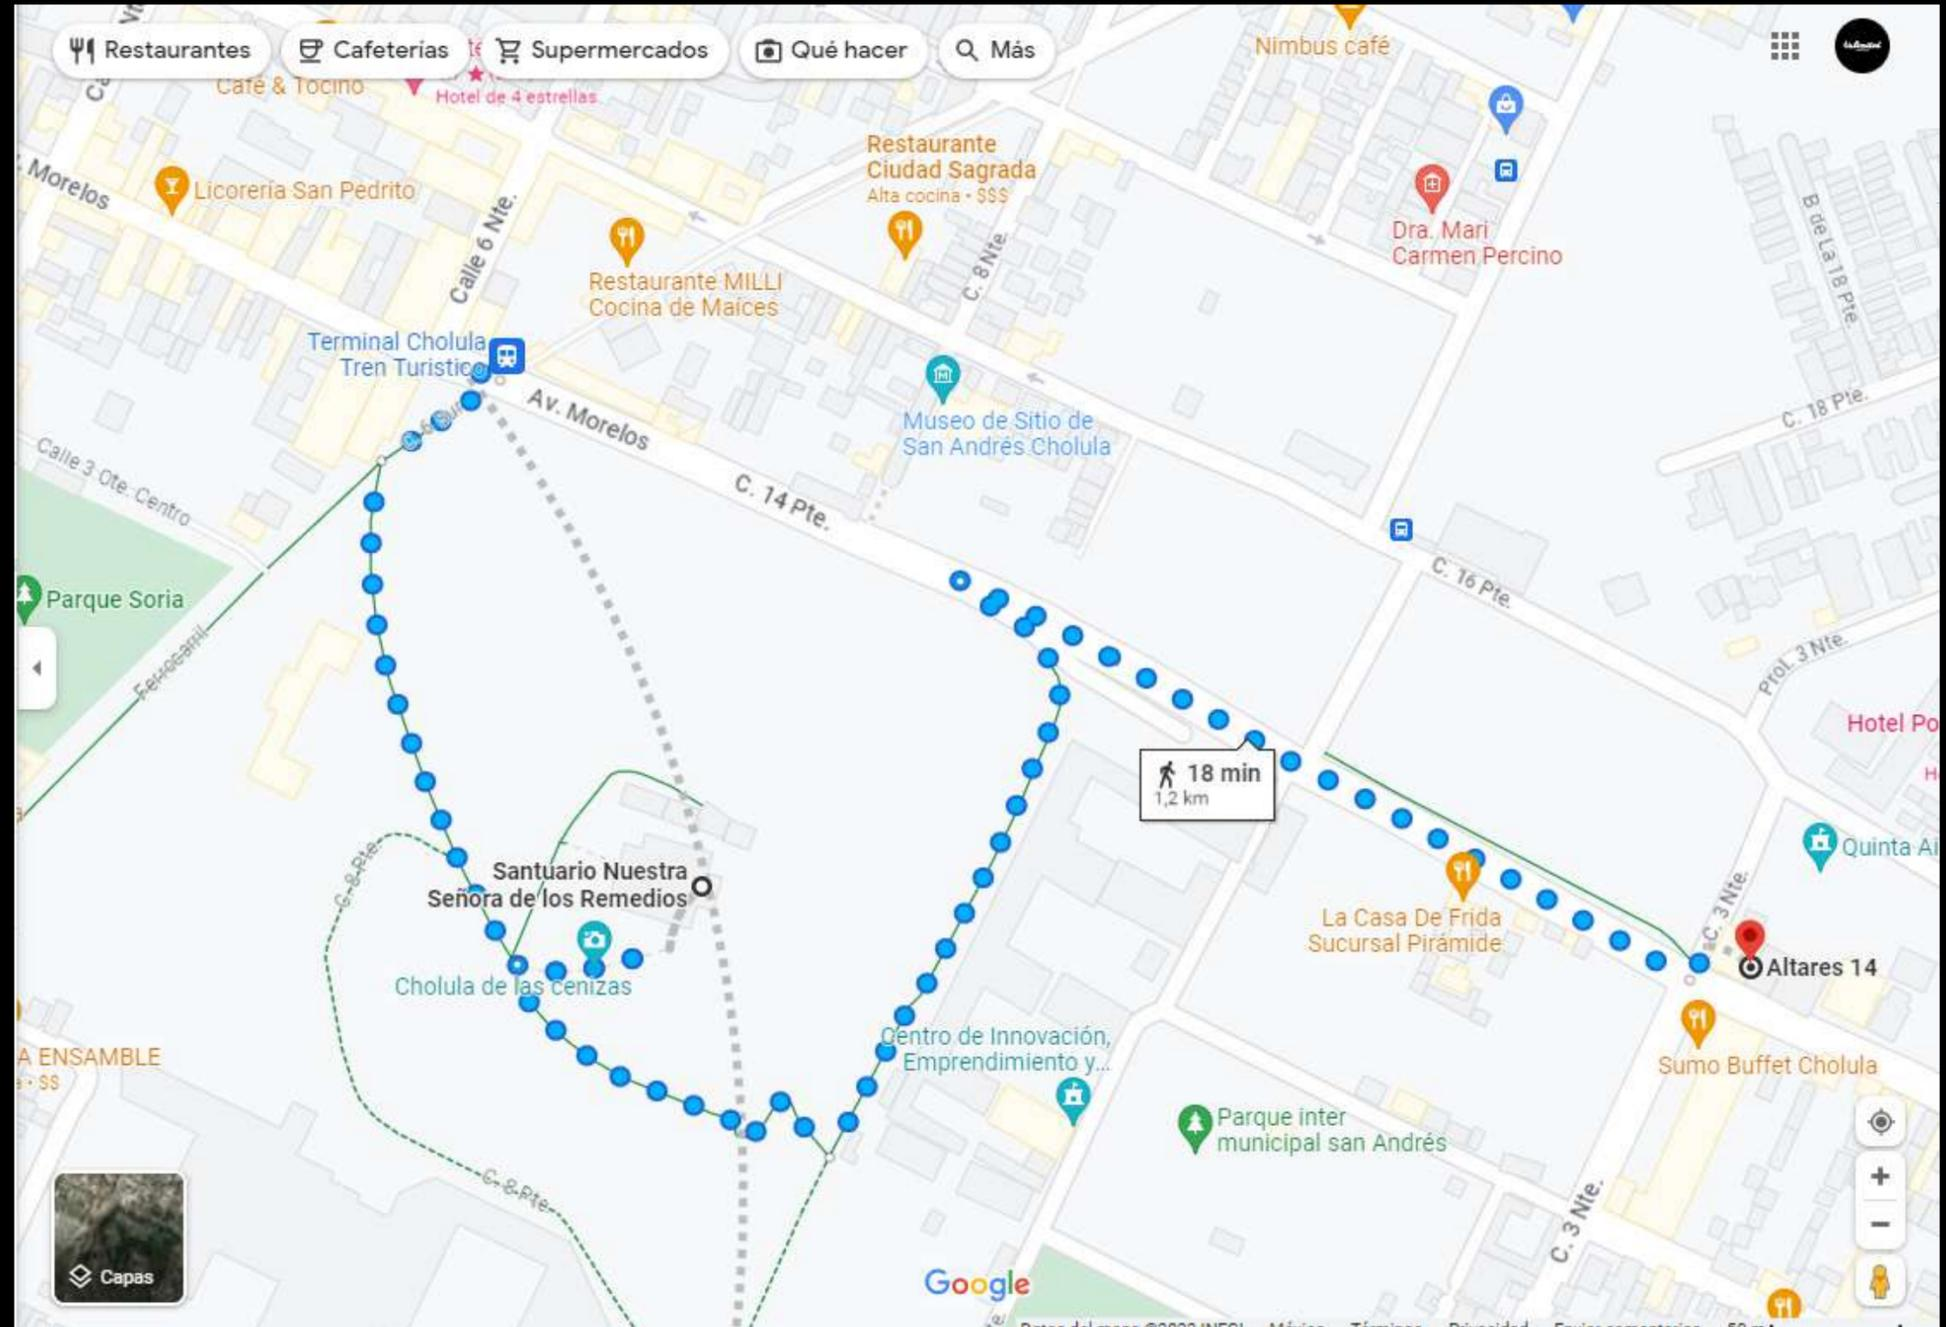 Restaurantes
Cafeterías
Supermercados
Qué hacer
Más
Nimbus café
Café & Tocino
Hotel de 4 estrellas
Restaurante
Ciudad Sagrada
Alta cocina • $$$
Morelos
Licorería San Pedrito
Calle 6 Nte.
Restaurante MILLI
Cocina de Maíces
C. 8 Nte.
Dra. Mari
Carmen Percino
B de La 18 Pte.
Terminal Cholula
Tren Turistico
Av. Morelos
Museo de Sitio de
San Andrés Cholula
C. 18 Pte.
Calle 3 Ote. Centro
C. 14 Pte.
C. 16 Pte.
Parque Soria
Ferrocarril
Prol. 3 Nte.
Hotel Po
18 min
1,2 km
C. 8 Pte.
Santuario Nuestra
Señora de los Remedios
Quinta
La Casa De Frida
Sucursal Pirámide
C. 3 Nte.
Altares 14
Cholula de las cenizas
Centro de Innovación,
Emprendimiento y...
A ENSAMBLE
$$
Sumo Buffet Cholula
Parque inter
municipal san Andrés
C. 8 Pte.
C. 3 Nte.
Capas
Google